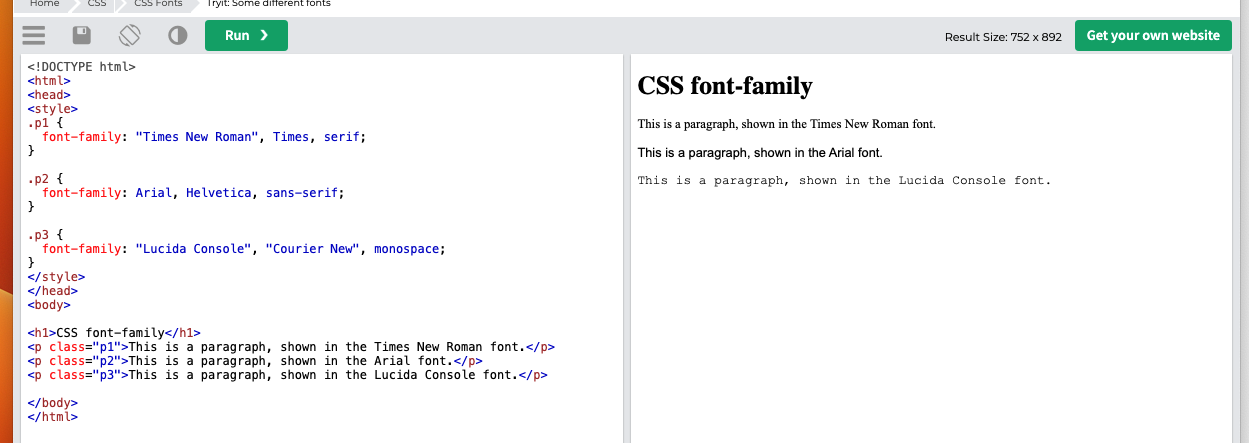 Home CSS CSS Fonts Tryit: Some different fonts
Run ❯ Result Size: 752 x 892 Get your own website
<!DOCTYPE html>
<html>
<head>
<style>
.p1 {
  font-family: "Times New Roman", Times, serif;
}

.p2 {
  font-family: Arial, Helvetica, sans-serif;
}

.p3 {
  font-family: "Lucida Console", "Courier New", monospace;
}
</style>
</head>
<body>

<h1>CSS font-family</h1>
<p class="p1">This is a paragraph, shown in the Times New Roman font.</p>
<p class="p2">This is a paragraph, shown in the Arial font.</p>
<p class="p3">This is a paragraph, shown in the Lucida Console font.</p>

</body>
</html>
CSS font-family
This is a paragraph, shown in the Times New Roman font.
This is a paragraph, shown in the Arial font.
This is a paragraph, shown in the Lucida Console font.